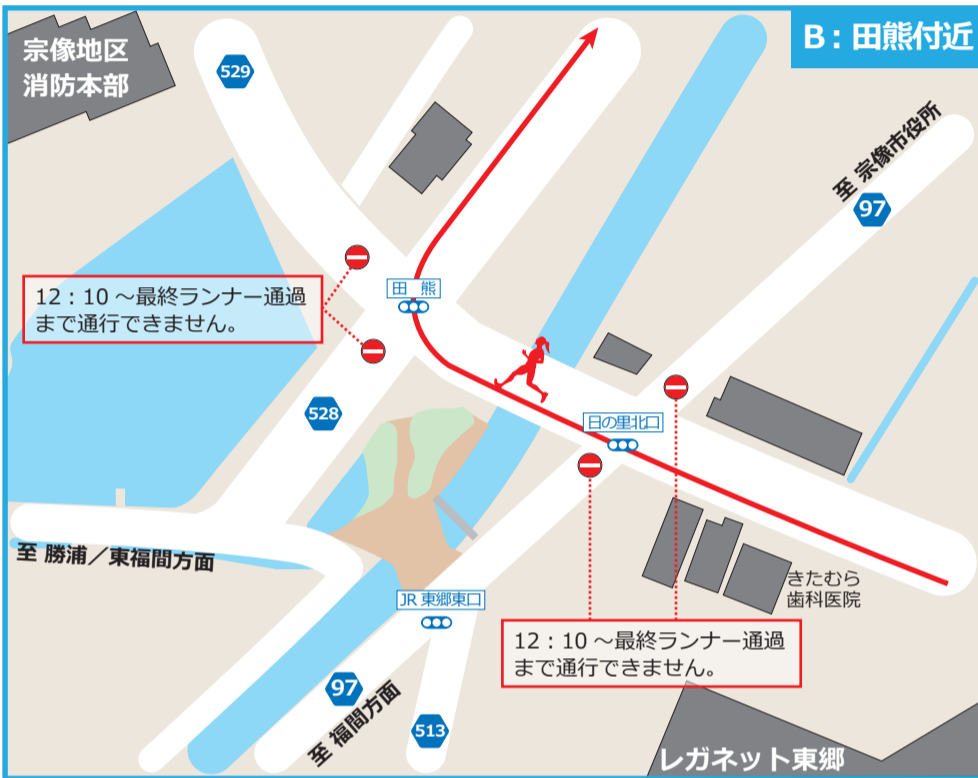 B：田熊付近
宗像地区
消防本部
529
至 宗像市役所
97
12：10 ～最終ランナー通過
まで通行できません。
田　熊
528
日の里北口
至 勝浦／東福間方面
JR 東郷東口
きたむら
歯科医院
12：10 ～最終ランナー通過
まで通行できません。
97
至 福間方面
513
レガネット東郷